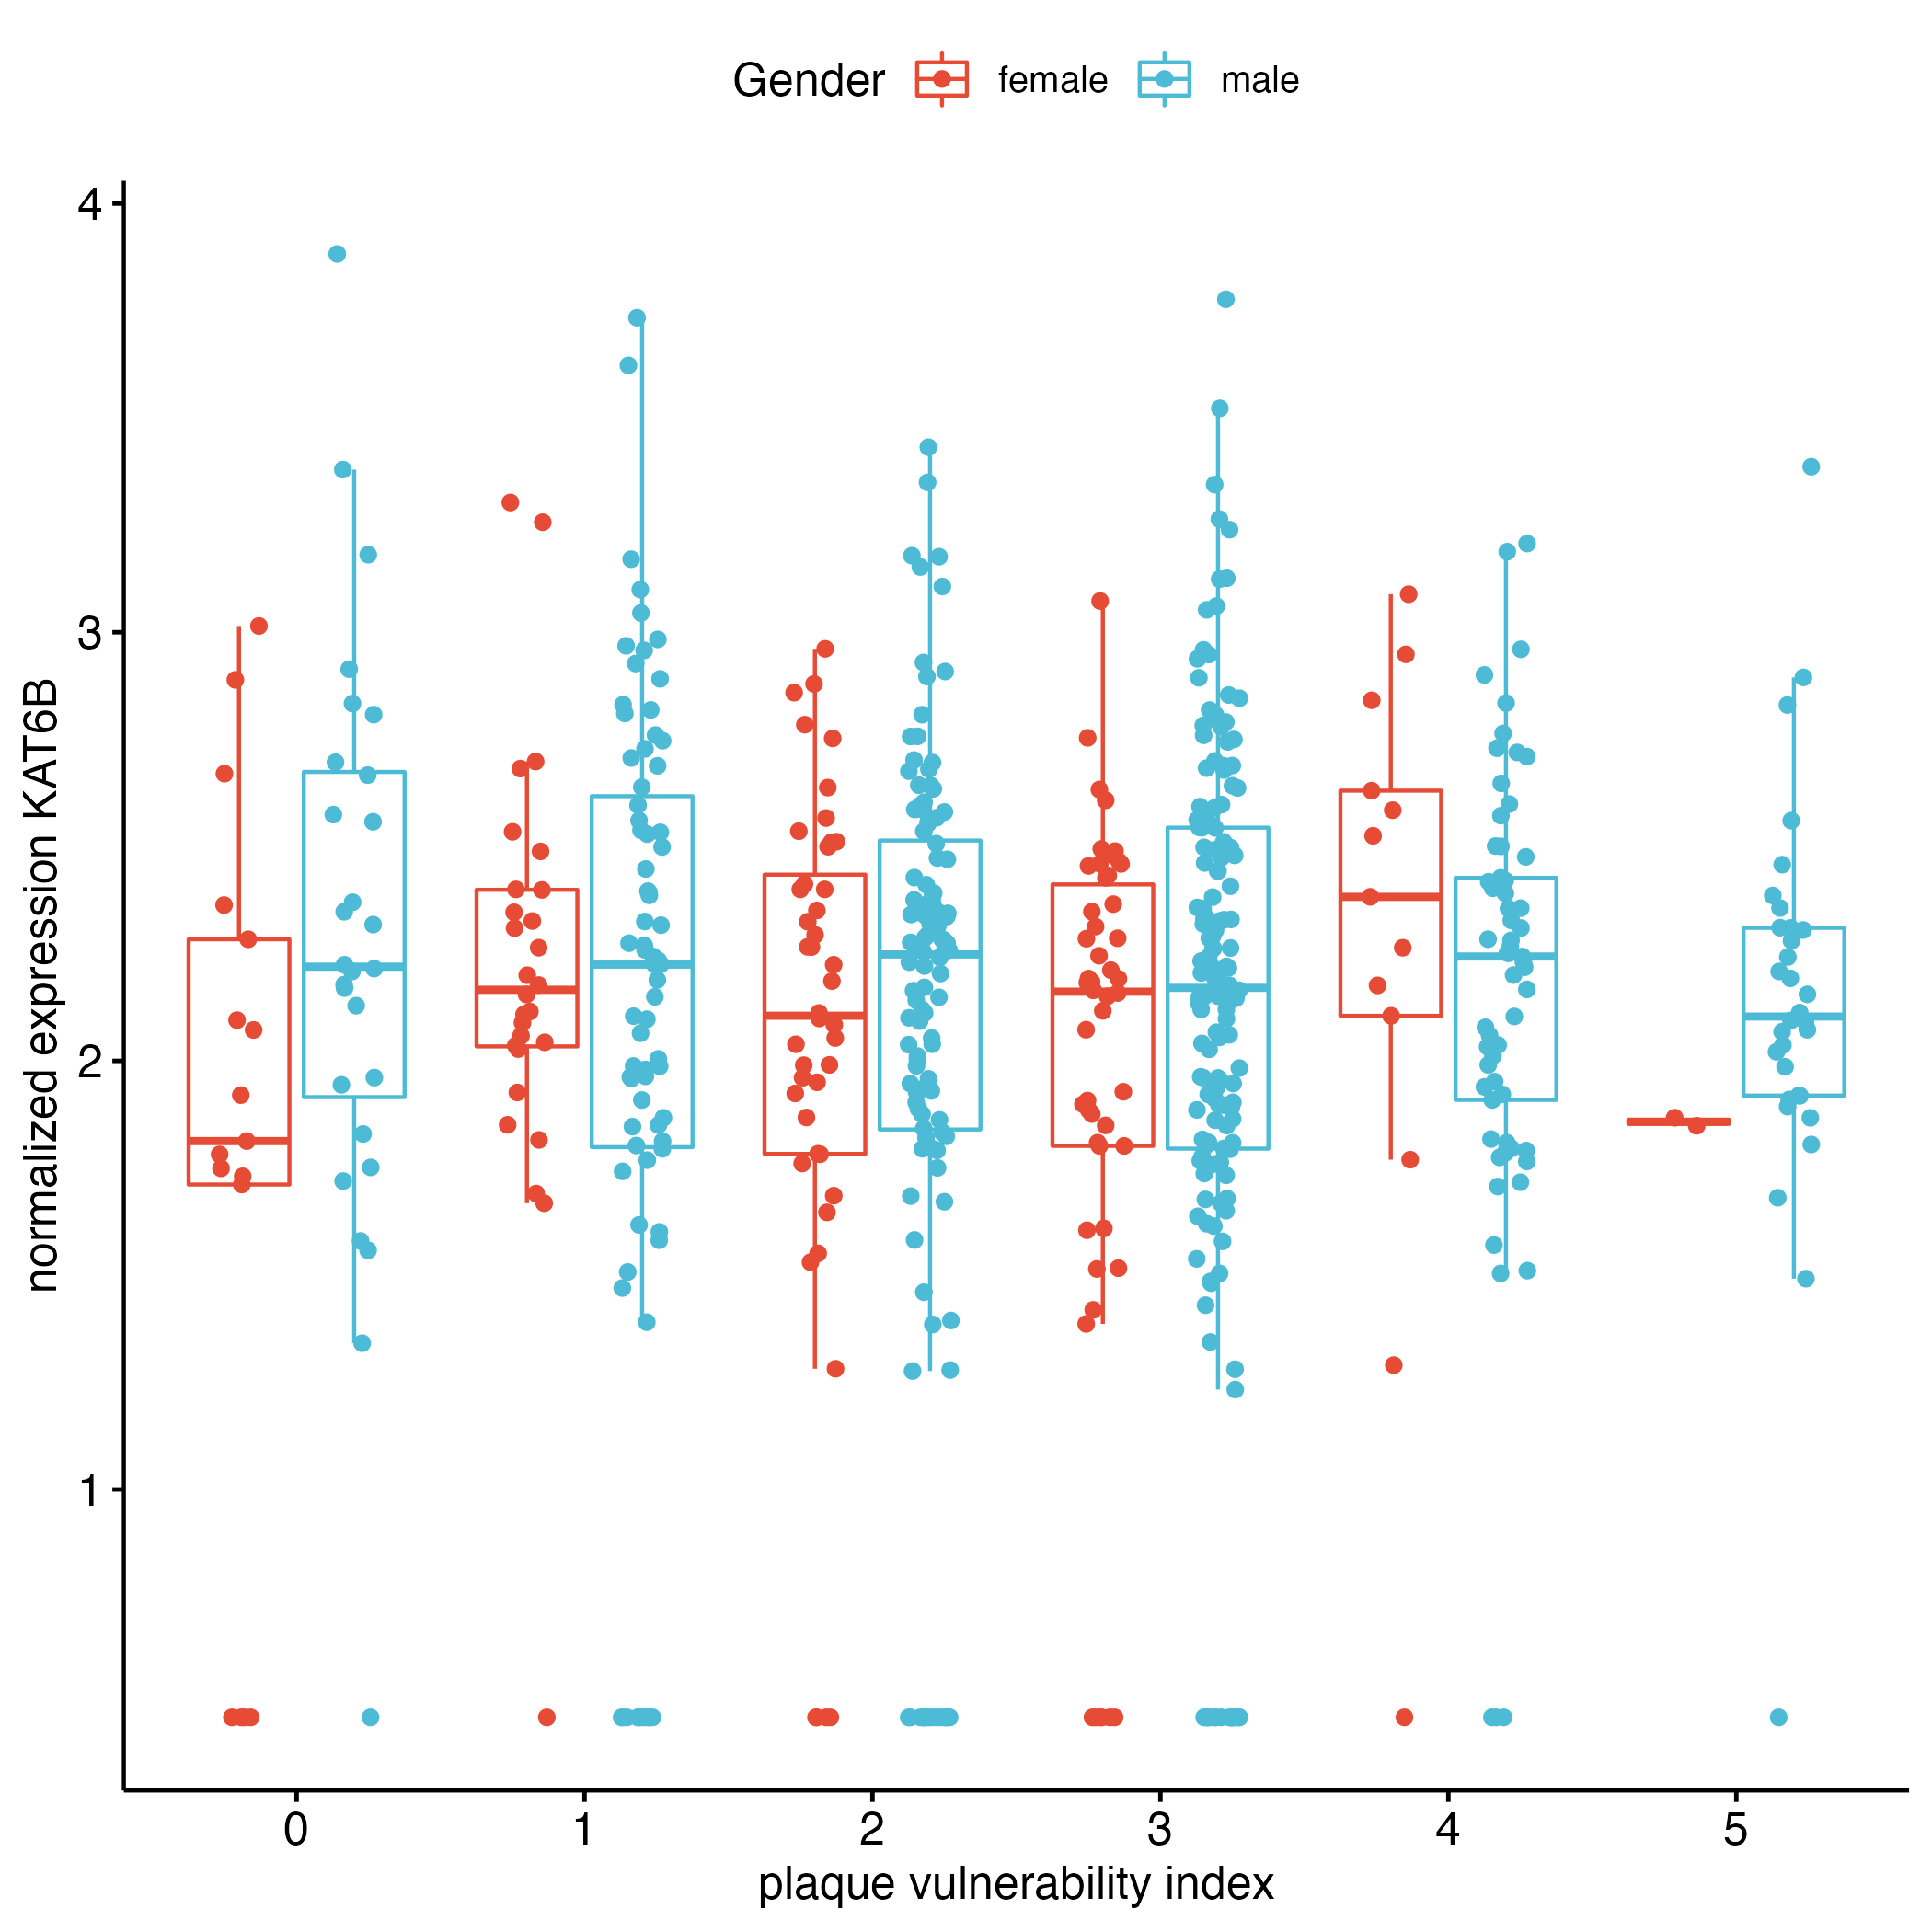 Gender female male
normalized expression KAT6B
4
3
2
1
0 1 2 3 4 5
plaque vulnerability index